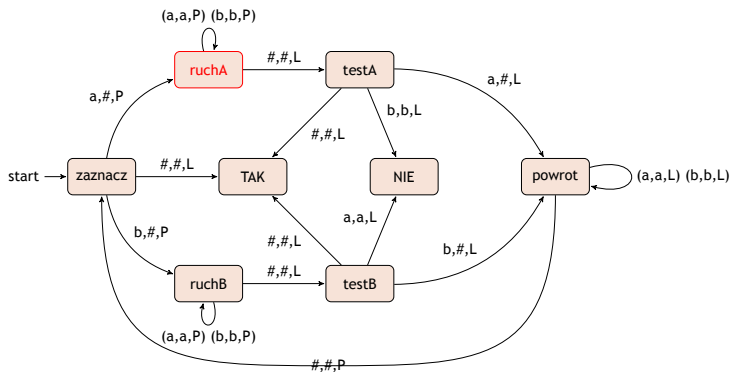 (a,a,P) (b,b,P)
ruchA
#,#,L
testA
a,#,L
a,#,P
b,b,L
#,#,L
start
zaznacz
#,#,L
TAK
NIE
powrot
(a,a,L) (b,b,L)
b,#,P
a,a,L
#,#,L
b,#,L
ruchB
#,#,L
testB
(a,a,P) (b,b,P)
#,#,P